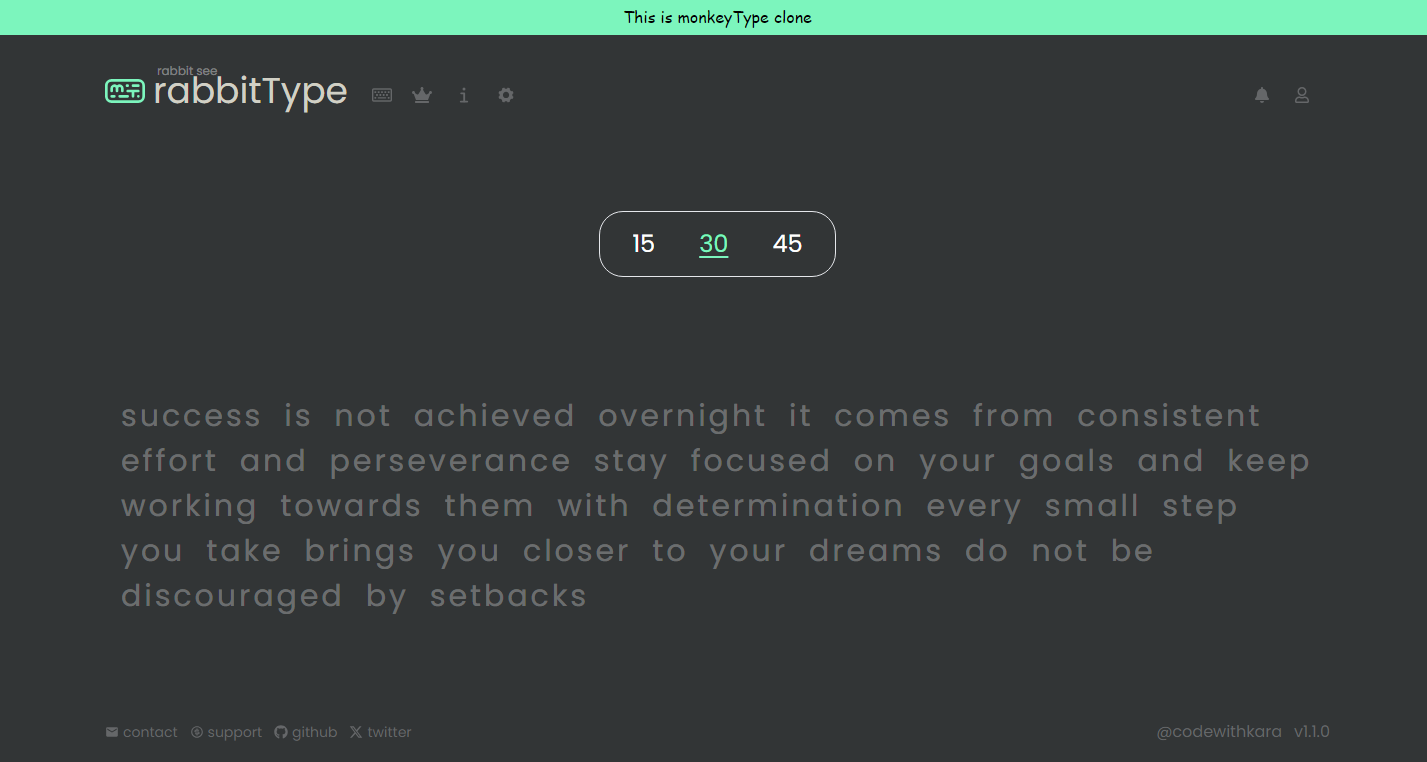 This is monkeyType clone
rabbit see
rabbitType
15 30 45
success is not achieved overnight it comes from consistent
effort and perseverance stay focused on your goals and keep
working towards them with determination every small step
you take brings you closer to your dreams do not be
discouraged by setbacks
contact support github twitter @codewithkara v1.1.0